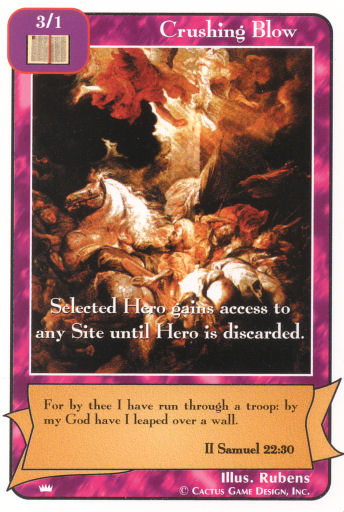 3/1
Crushing Blow
Selected Hero gains access to
any Site until Hero is discarded.
For by thee I have run through a troop: by
my God have I leaped over a wall.
II Samuel 22:30
Illus. Rubens
© Cactus Game Design, Inc.